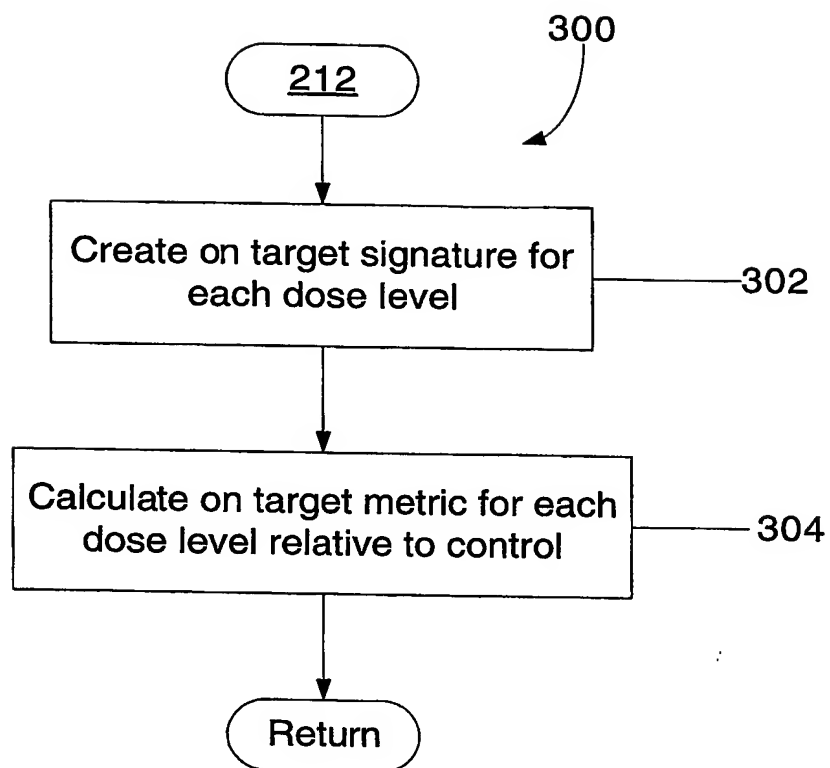 300
212
Create on target signature for
each dose level
302
Calculate on target metric for each
dose level relative to control
304
Return